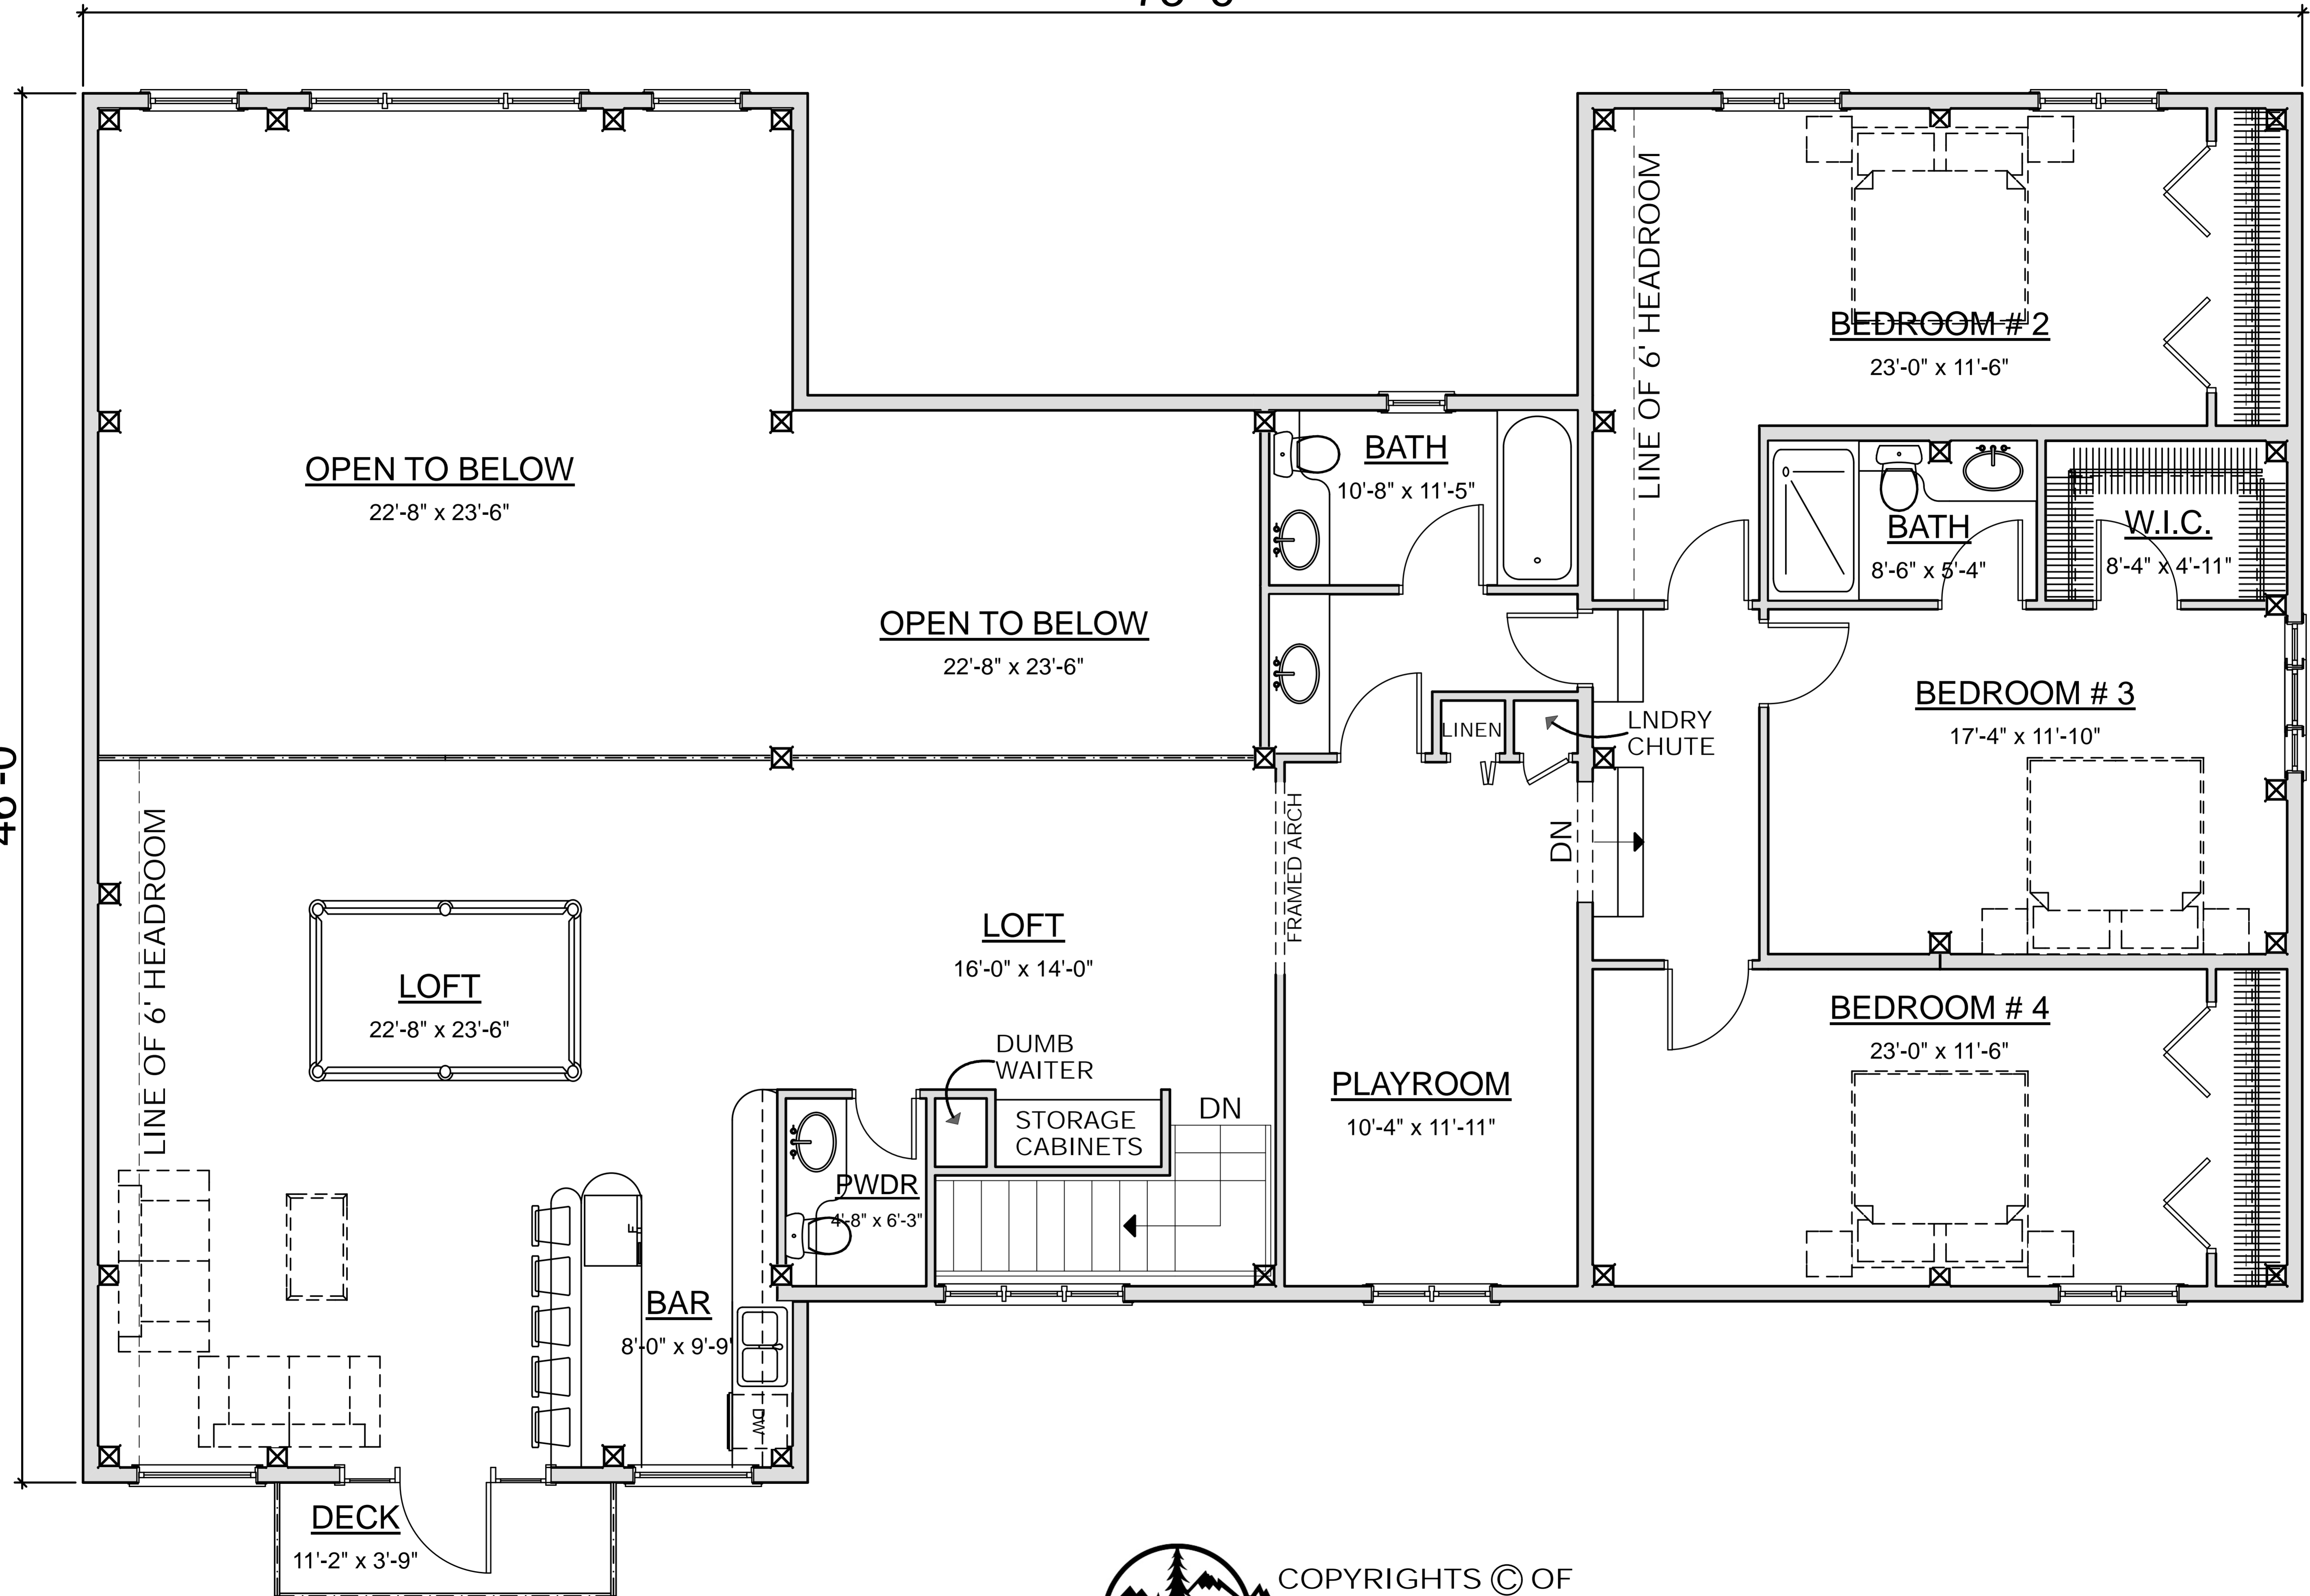 BEDROOM # 2
23'-0" x 11'-6"
LINE OF 6' HEADROOM
BATH
10'-8" x 11'-5"
OPEN TO BELOW
22'-8" x 23'-6"
BATH
8'-6" x 5'-4"
W.I.C.
8'-4" x 4'-11"
OPEN TO BELOW
22'-8" x 23'-6"
BEDROOM # 3
17'-4" x 11'-10"
LINEN
LNDRY
CHUTE
LINE OF 6' HEADROOM
FRAMED ARCH
DN
LOFT
16'-0" x 14'-0"
LOFT
22'-8" x 23'-6"
BEDROOM # 4
23'-0" x 11'-6"
DUMB
WAITER
PLAYROOM
10'-4" x 11'-11"
DN
STORAGE
CABINETS
PWDR
4'-8" x 6'-3"
BAR
8'-0" x 9'-9"
DW
DECK
11'-2" x 3'-9"
COPYRIGHTS © OF